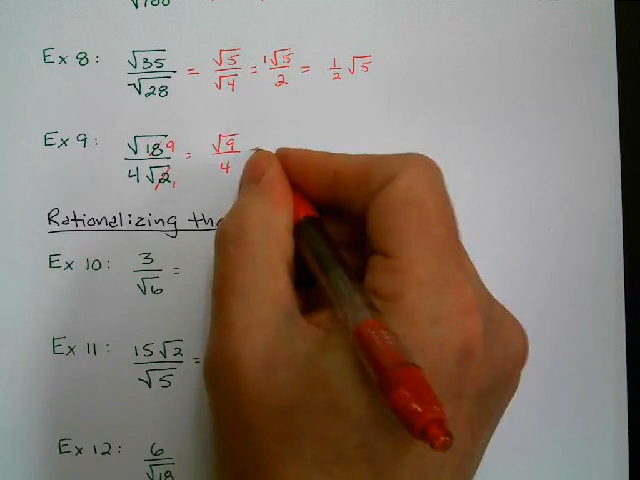 √700
Ex 8: √35/√28 = √5/√4 = 1√5/2 = 1/2 √5
Ex 9: √18 9/4√2 1 = √9/4
Rationalizing the
Ex 10: 3/√6 =
Ex 11: 15√2/√5 =
Ex 12: 6/√18